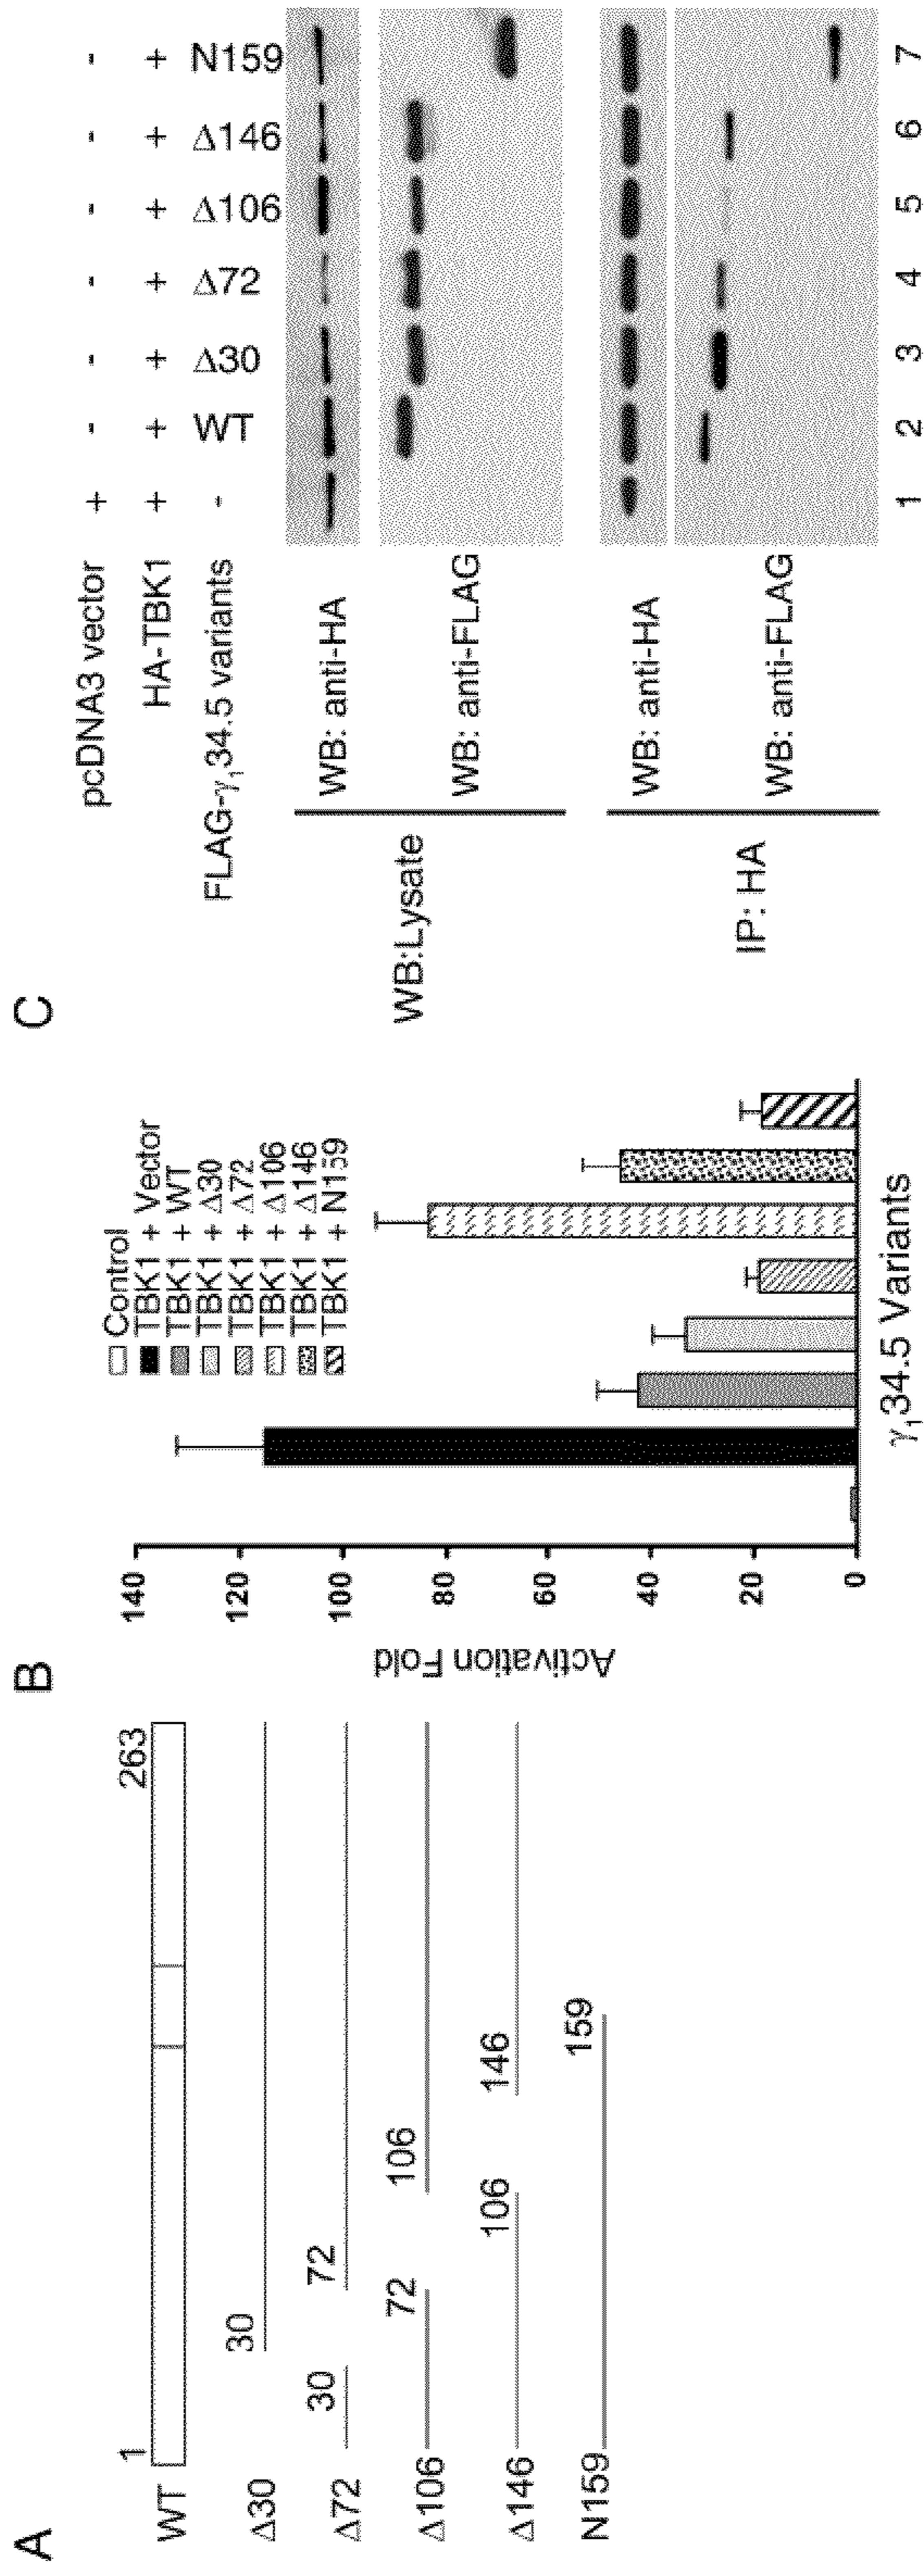 A
1 263
WT
30
Δ30
30 72
Δ72
72 106
Δ106
106 146
Δ146
159
N159
B
Activation Fold
140
120
100
80
60
40
20
0
Control
TBK1 + Vector
TBK1 + WT
TBK1 + Δ30
TBK1 + Δ72
TBK1 + Δ106
TBK1 + Δ146
TBK1 + N159
γ₁34.5 Variants
C
pcDNA3 vector + - - - - - -
HA-TBK1 + + + + + + +
FLAG-γ₁34.5 variants - WT Δ30 Δ72 Δ106 Δ146 N159
WB:Lysate
WB: anti-HA
WB: anti-FLAG
IP: HA
WB: anti-HA
WB: anti-FLAG
1 2 3 4 5 6 7